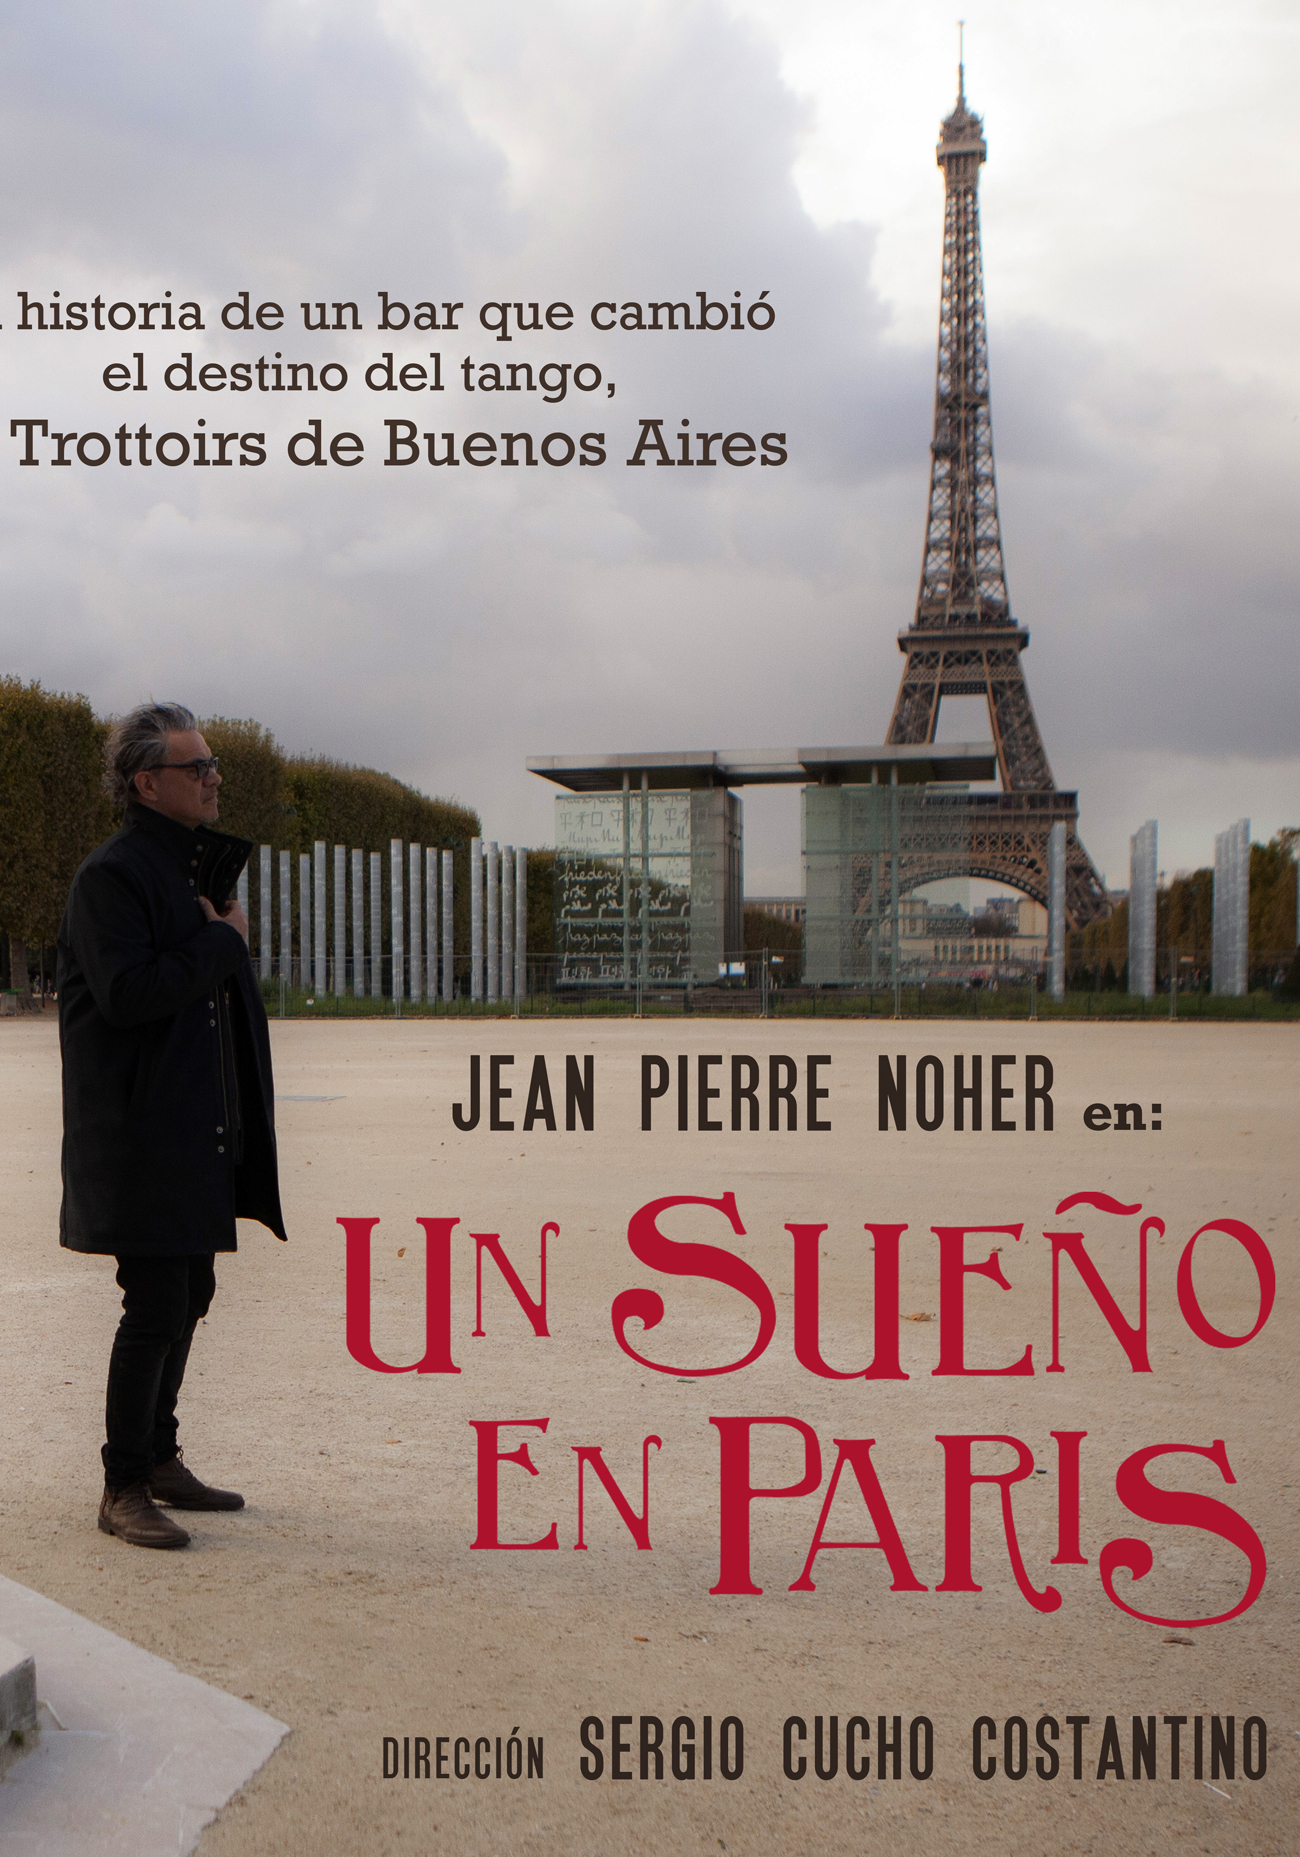 historia de un bar que cambió
el destino del tango,
Trottoirs de Buenos Aires
JEAN PIERRE NOHER en:
UN SUEÑO
EN PARIS
DIRECCIÓN SERGIO CUCHO COSTANTINO